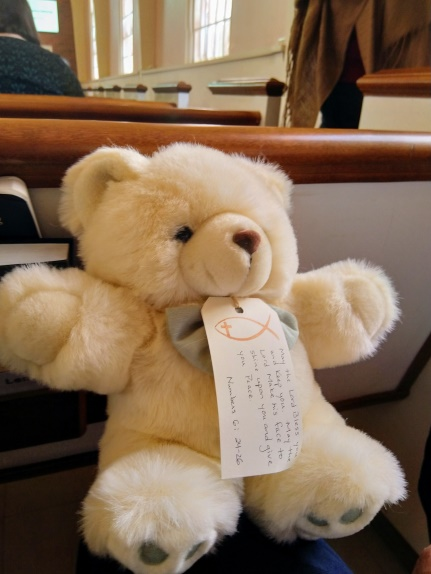 May the Lord Bless you
and keep you May the
Lord Make his face to
shine upon you and give
you Peace
Numbers 6: 24-26